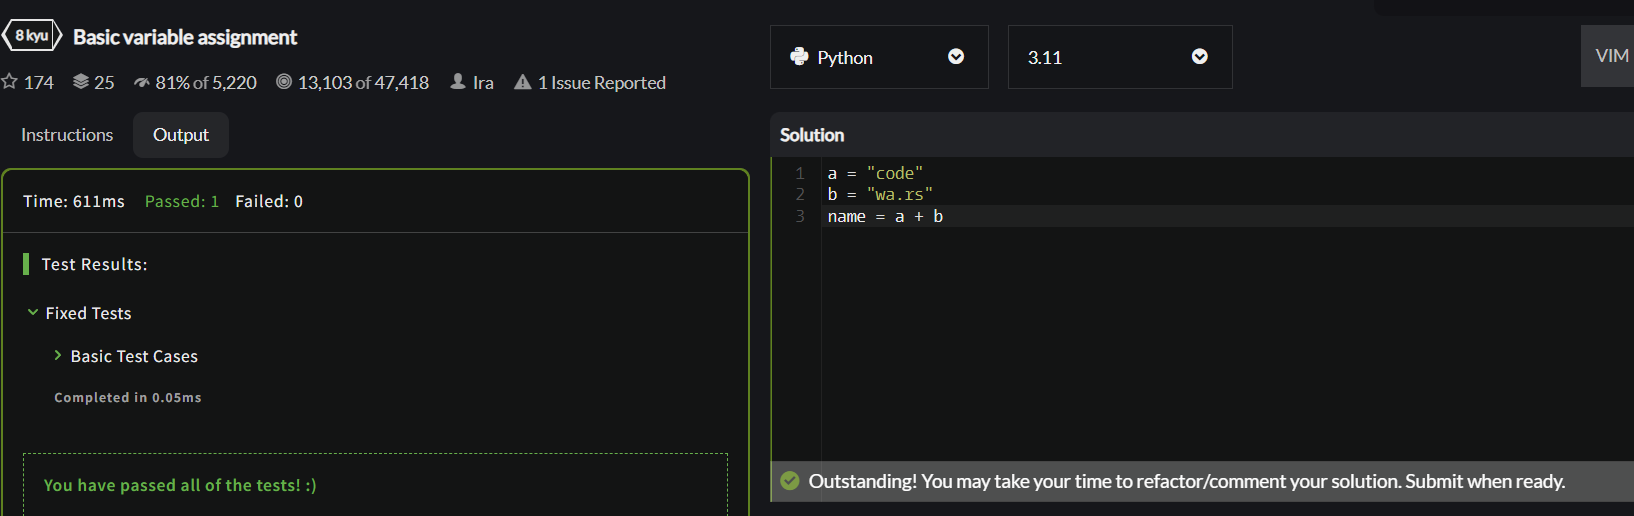 8 kyu Basic variable assignment
174 25 81% of 5,220 13,103 of 47,418 Ira 1 Issue Reported
Instructions Output
Time: 611ms Passed: 1 Failed: 0
Test Results:
Fixed Tests
Basic Test Cases
Completed in 0.05ms
You have passed all of the tests! :)
Python 3.11 VIM
Solution
1 a = "code"
2 b = "wa.rs"
3 name = a + b
Outstanding! You may take your time to refactor/comment your solution. Submit when ready.